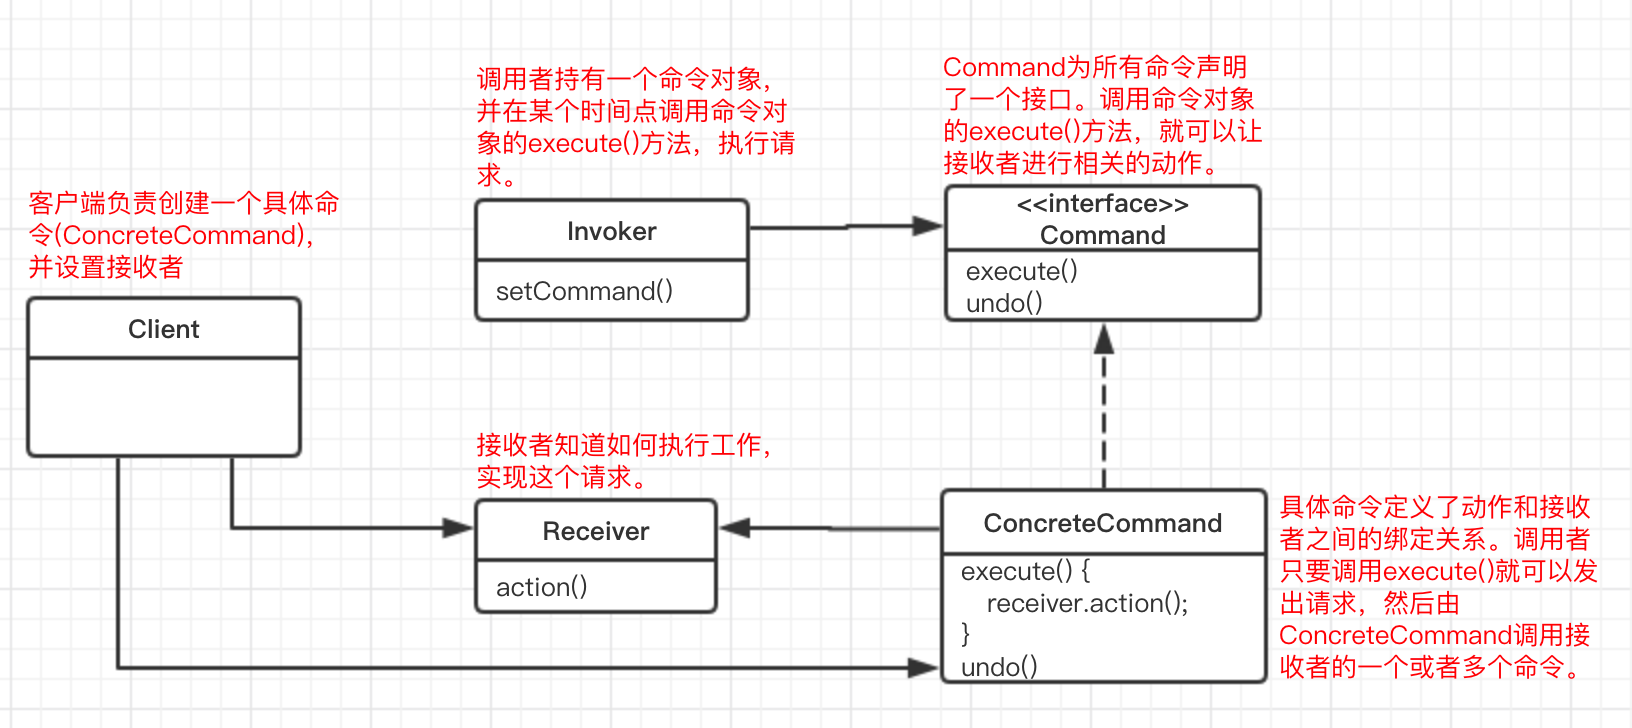 调用者持有一个命令对象，
并在某个时间点调用命令对
象的execute()方法，执行请
求。
Command为所有命令声明
了一个接口。调用命令对象
的execute()方法，就可以让
接收者进行相关的动作。
客户端负责创建一个具体命
令(ConcreteCommand)，
并设置接收者
Invoker
setCommand()
<<interface>>
Command
execute()
undo()
Client
接收者知道如何执行工作，
实现这个请求。
Receiver
action()
ConcreteCommand
execute() {
receiver.action();
}
undo()
具体命令定义了动作和接收
者之间的绑定关系。调用者
只要调用execute()就可以发
出请求，然后由
ConcreteCommand调用接
收者的一个或者多个命令。